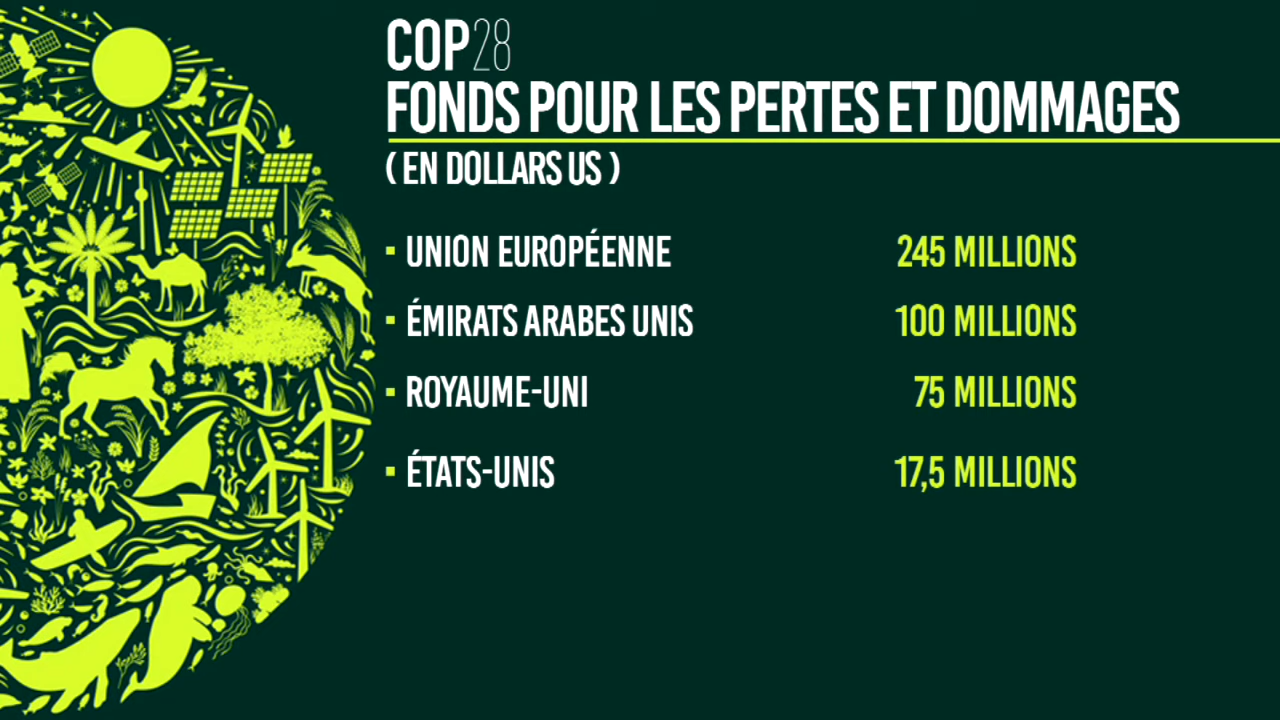 COP28
FONDS POUR LES PERTES ET DOMMAGES
( EN DOLLARS US )
▪ UNION EUROPÉENNE 245 MILLIONS
▪ ÉMIRATS ARABES UNIS 100 MILLIONS
▪ ROYAUME-UNI 75 MILLIONS
▪ ÉTATS-UNIS 17,5 MILLIONS